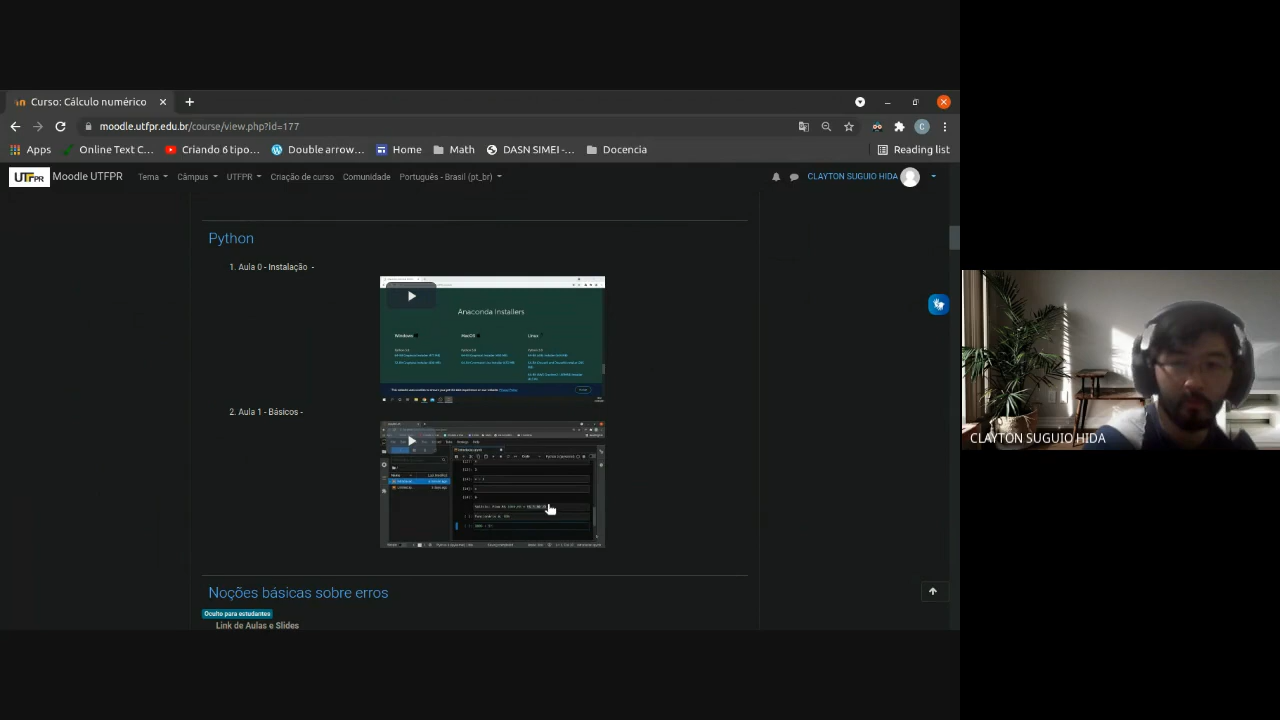 Curso: Cálculo numérico
moodle.utfpr.edu.br/course/view.php?id=177
Apps Online Text C... Criando 6 tipo... Double arrow... Home Math DASN SIMEI -... Docencia Reading list
UTFPR Moodle UTFPR Tema Câmpus UTFPR Criação de curso Comunidade Português - Brasil (pt_br) CLAYTON SUGUIO HIDA
Python
1. Aula 0 - Instalação -
Anaconda Installers
Windows MacOS Linux
2. Aula 1 - Básicos -
Noções básicas sobre erros
Oculto para estudantes
Link de Aulas e Slides
CLAYTON SUGUIO HIDA